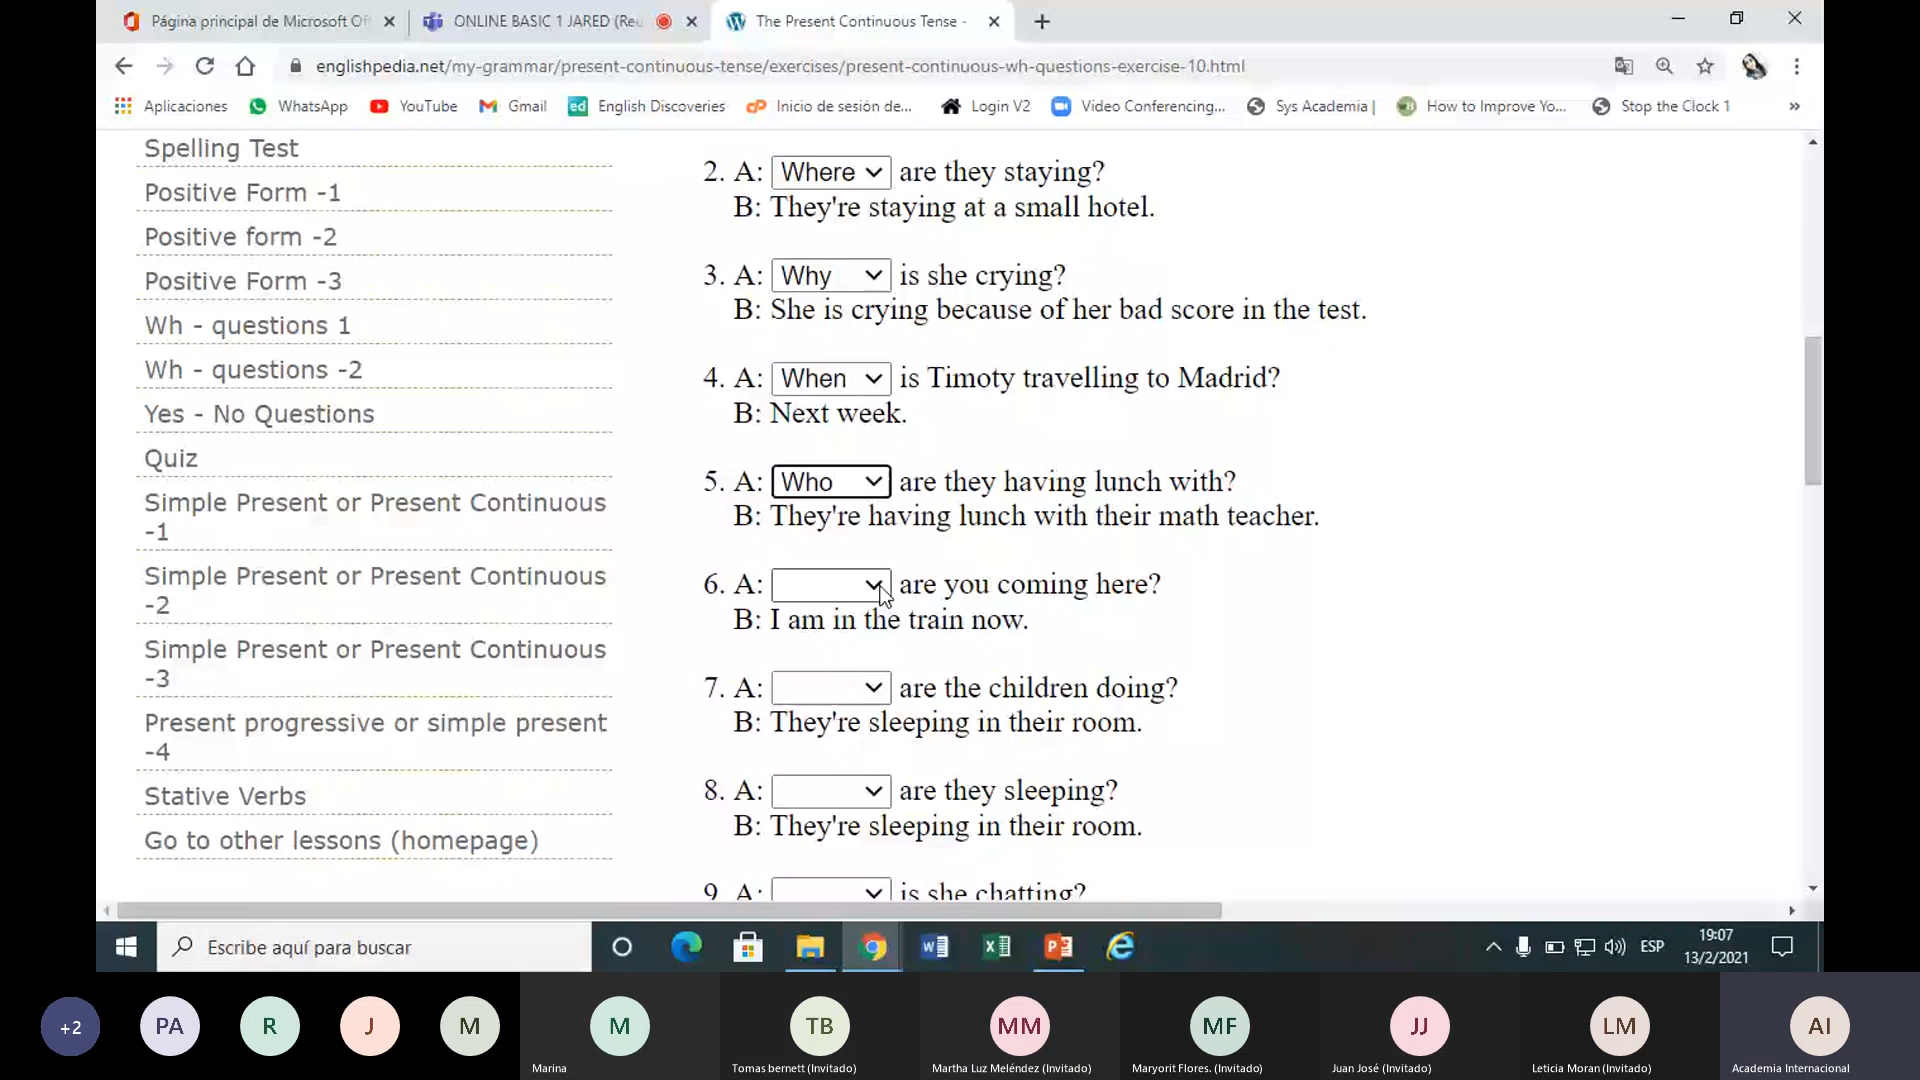 Página principal de Microsoft Of
ONLINE BASIC 1 JARED (Reu
The Present Continuous Tense -
englishpedia.net/my-grammar/present-continuous-tense/exercises/present-continuous-wh-questions-exercise-10.html
Aplicaciones WhatsApp YouTube Gmail ed English Discoveries Inicio de sesión de... Login V2 Video Conferencing... Sys Academia | How to Improve Yo... Stop the Clock 1 »
Spelling Test
Positive Form -1
Positive form -2
Positive Form -3
Wh - questions 1
Wh - questions -2
Yes - No Questions
Quiz
Simple Present or Present Continuous
-1
Simple Present or Present Continuous
-2
Simple Present or Present Continuous
-3
Present progressive or simple present
-4
Stative Verbs
Go to other lessons (homepage)
2. A: Where are they staying?
B: They're staying at a small hotel.
3. A: Why is she crying?
B: She is crying because of her bad score in the test.
4. A: When is Timoty travelling to Madrid?
B: Next week.
5. A: Who are they having lunch with?
B: They're having lunch with their math teacher.
6. A: are you coming here?
B: I am in the train now.
7. A: are the children doing?
B: They're sleeping in their room.
8. A: are they sleeping?
B: They're sleeping in their room.
9. A: is she chatting?
Escribe aquí para buscar
ESP
19:07
13/2/2021
+2 PA R J M M TB MM MF JJ LM AI
Marina Tomas bernett (Invitado) Martha Luz Meléndez (Invitado) Maryorit Flores. (Invitado) Juan José (Invitado) Leticia Moran (Invitado) Academia Internacional